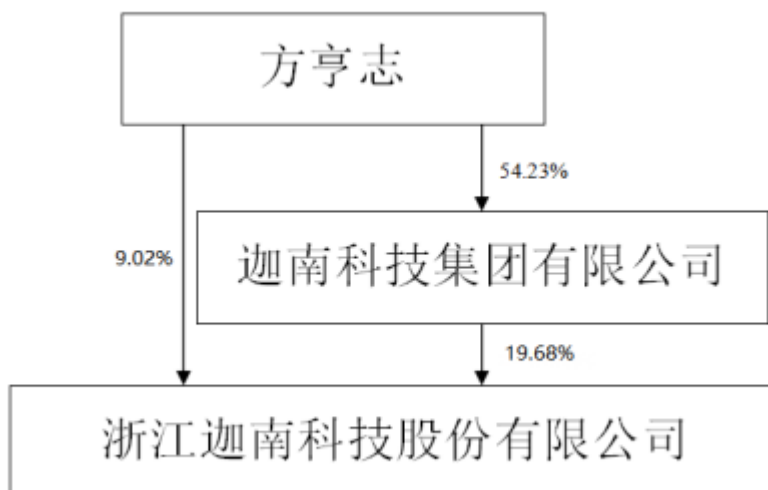 方亨志
54.23%
迦南科技集团有限公司
9.02%
19.68%
浙江迦南科技股份有限公司